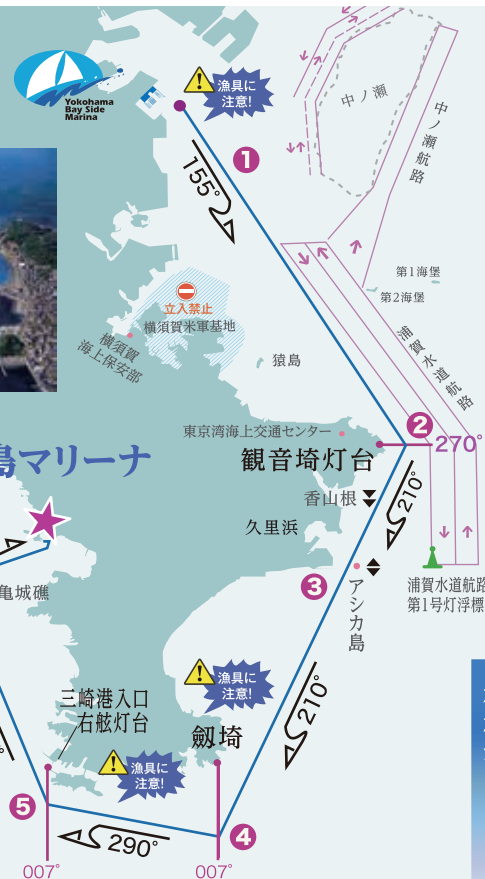 Yokohama
Bay Side
Marina
漁具に
注意!
中ノ瀬
中ノ瀬航路
1
155°
第1海堡
第2海堡
立入禁止
横須賀米軍基地
横須賀
海上保安部
猿島
浦賀水道航路
2
東京湾海上交通センター
270°
観音埼灯台
島マリーナ
210°
香山根
久里浜
亀城礁
3
アシカ島
浦賀水道航路
第1号灯浮標
漁具に
注意!
210°
三崎港入口
右舷灯台
劔埼
漁具に
注意!
5
4
290°
007°
007°